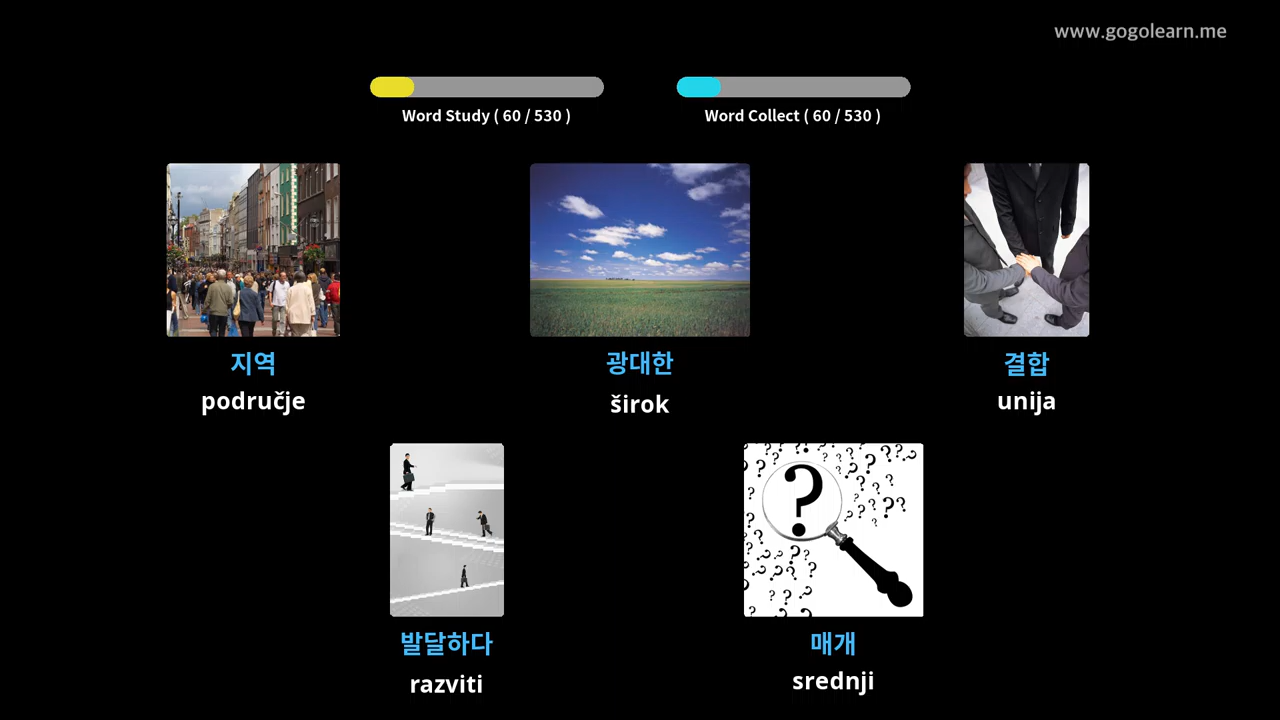 www.gogolearn.me
Word Study ( 60 / 530 )
Word Collect ( 60 / 530 )
지역
područje
광대한
širok
결합
unija
발달하다
razviti
매개
srednji